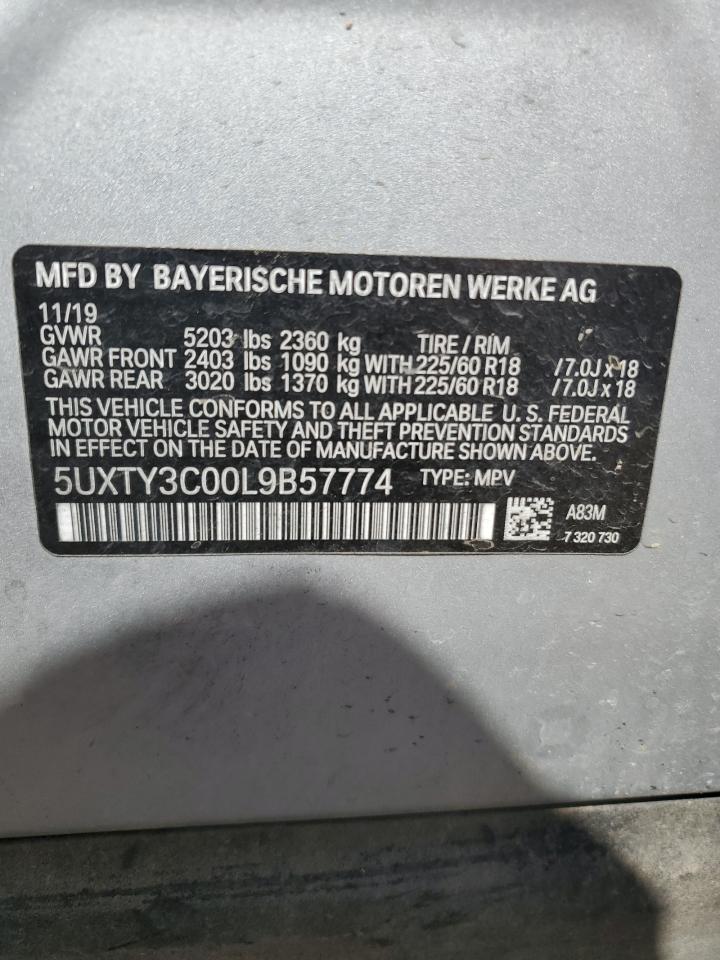 MFD BY BAYERISCHE MOTOREN WERKE AG
11/19
GVWR 5203 lbs 2360 kg TIRE / RIM
GAWR FRONT 2403 lbs 1090 kg WITH 225/60 R18 /7.0J x 18
GAWR REAR 3020 lbs 1370 kg WITH 225/60 R18 /7.0J x 18
THIS VEHICLE CONFORMS TO ALL APPLICABLE U. S. FEDERAL
MOTOR VEHICLE SAFETY AND THEFT PREVENTION STANDARDS
IN EFFECT ON THE DATE OF MANUFACTURE SHOWN ABOVE.
5UXTY3C00L9B57774 TYPE: MPV
A83M
7 320 730